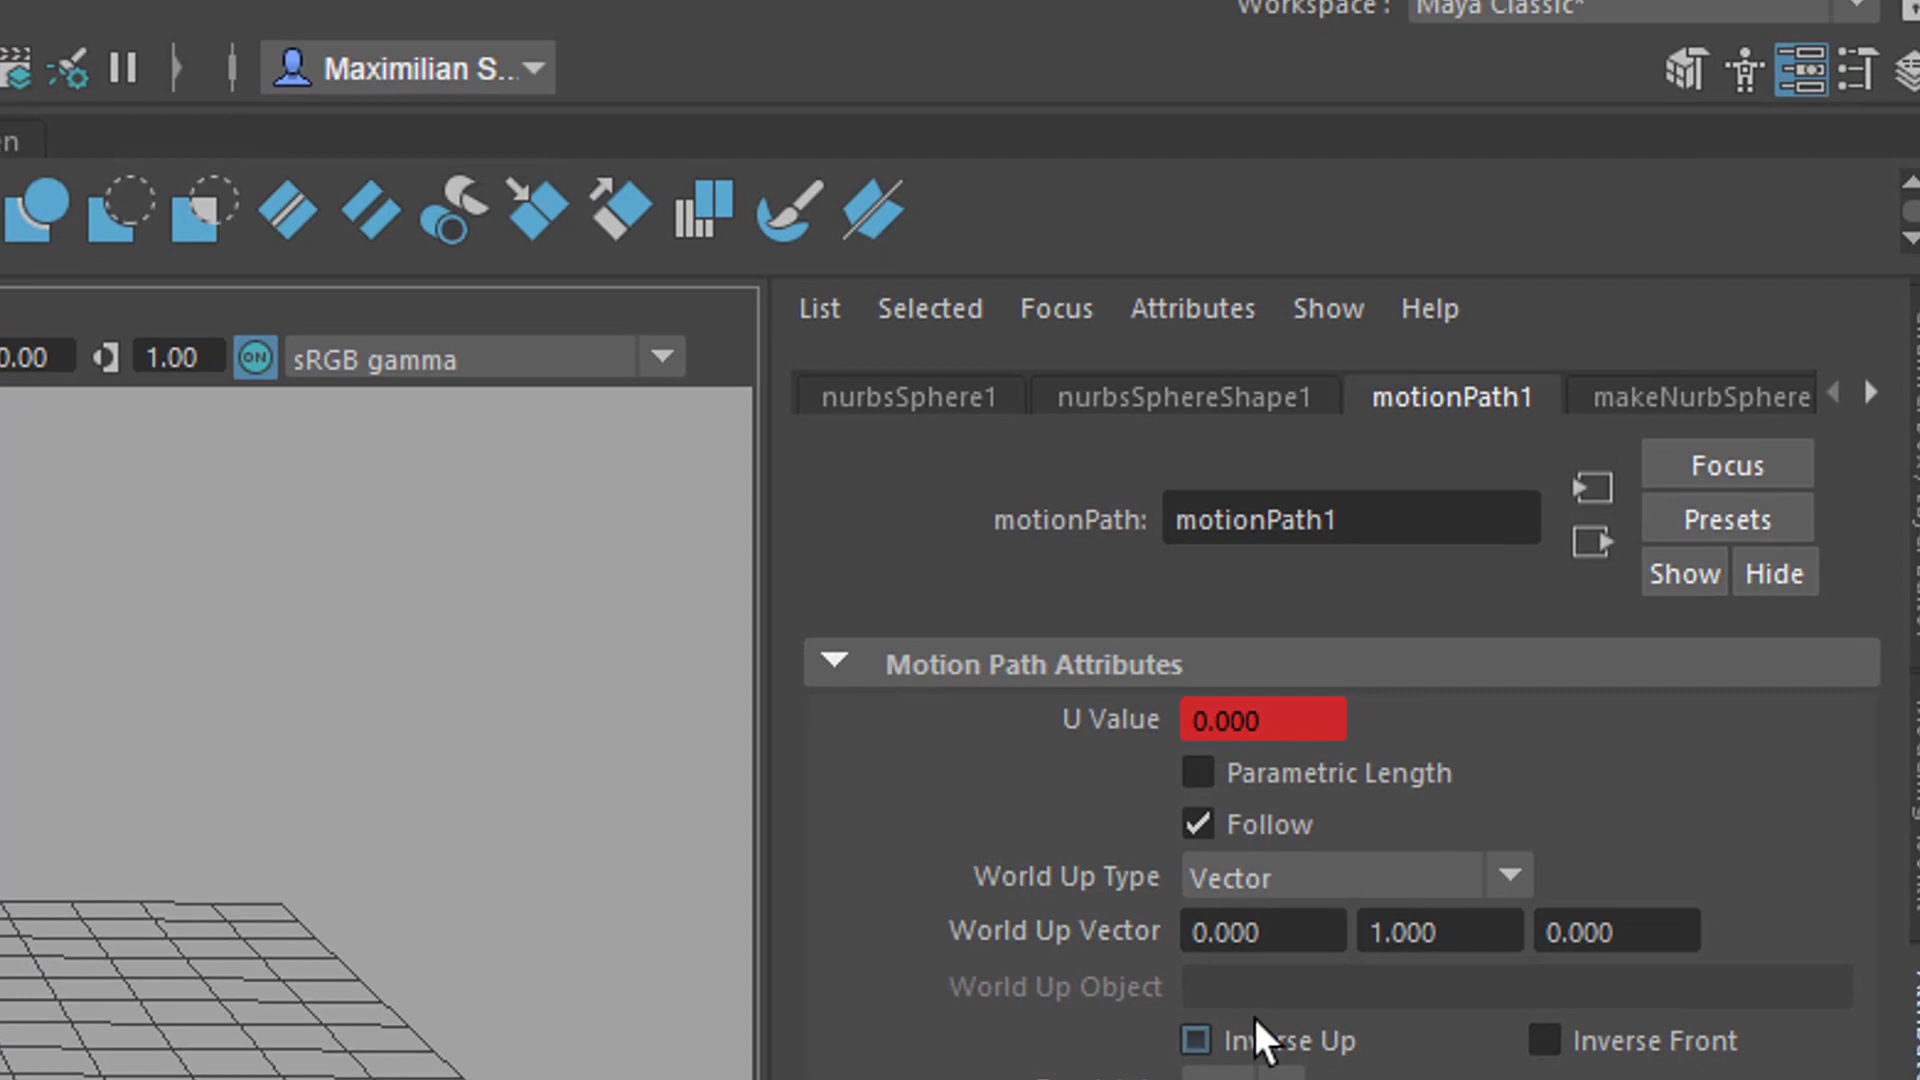 Workspace: Maya Classic*
Maximilian S...
en
List Selected Focus Attributes Show Help
0.00 1.00 ON sRGB gamma
nurbsSphere1 nurbsSphereShape1 motionPath1 makeNurbSphere
Focus
motionPath: motionPath1
Presets
Show Hide
Motion Path Attributes
U Value 0.000
Parametric Length
Follow
World Up Type Vector
World Up Vector 0.000 1.000 0.000
World Up Object
Inverse Up Inverse Front